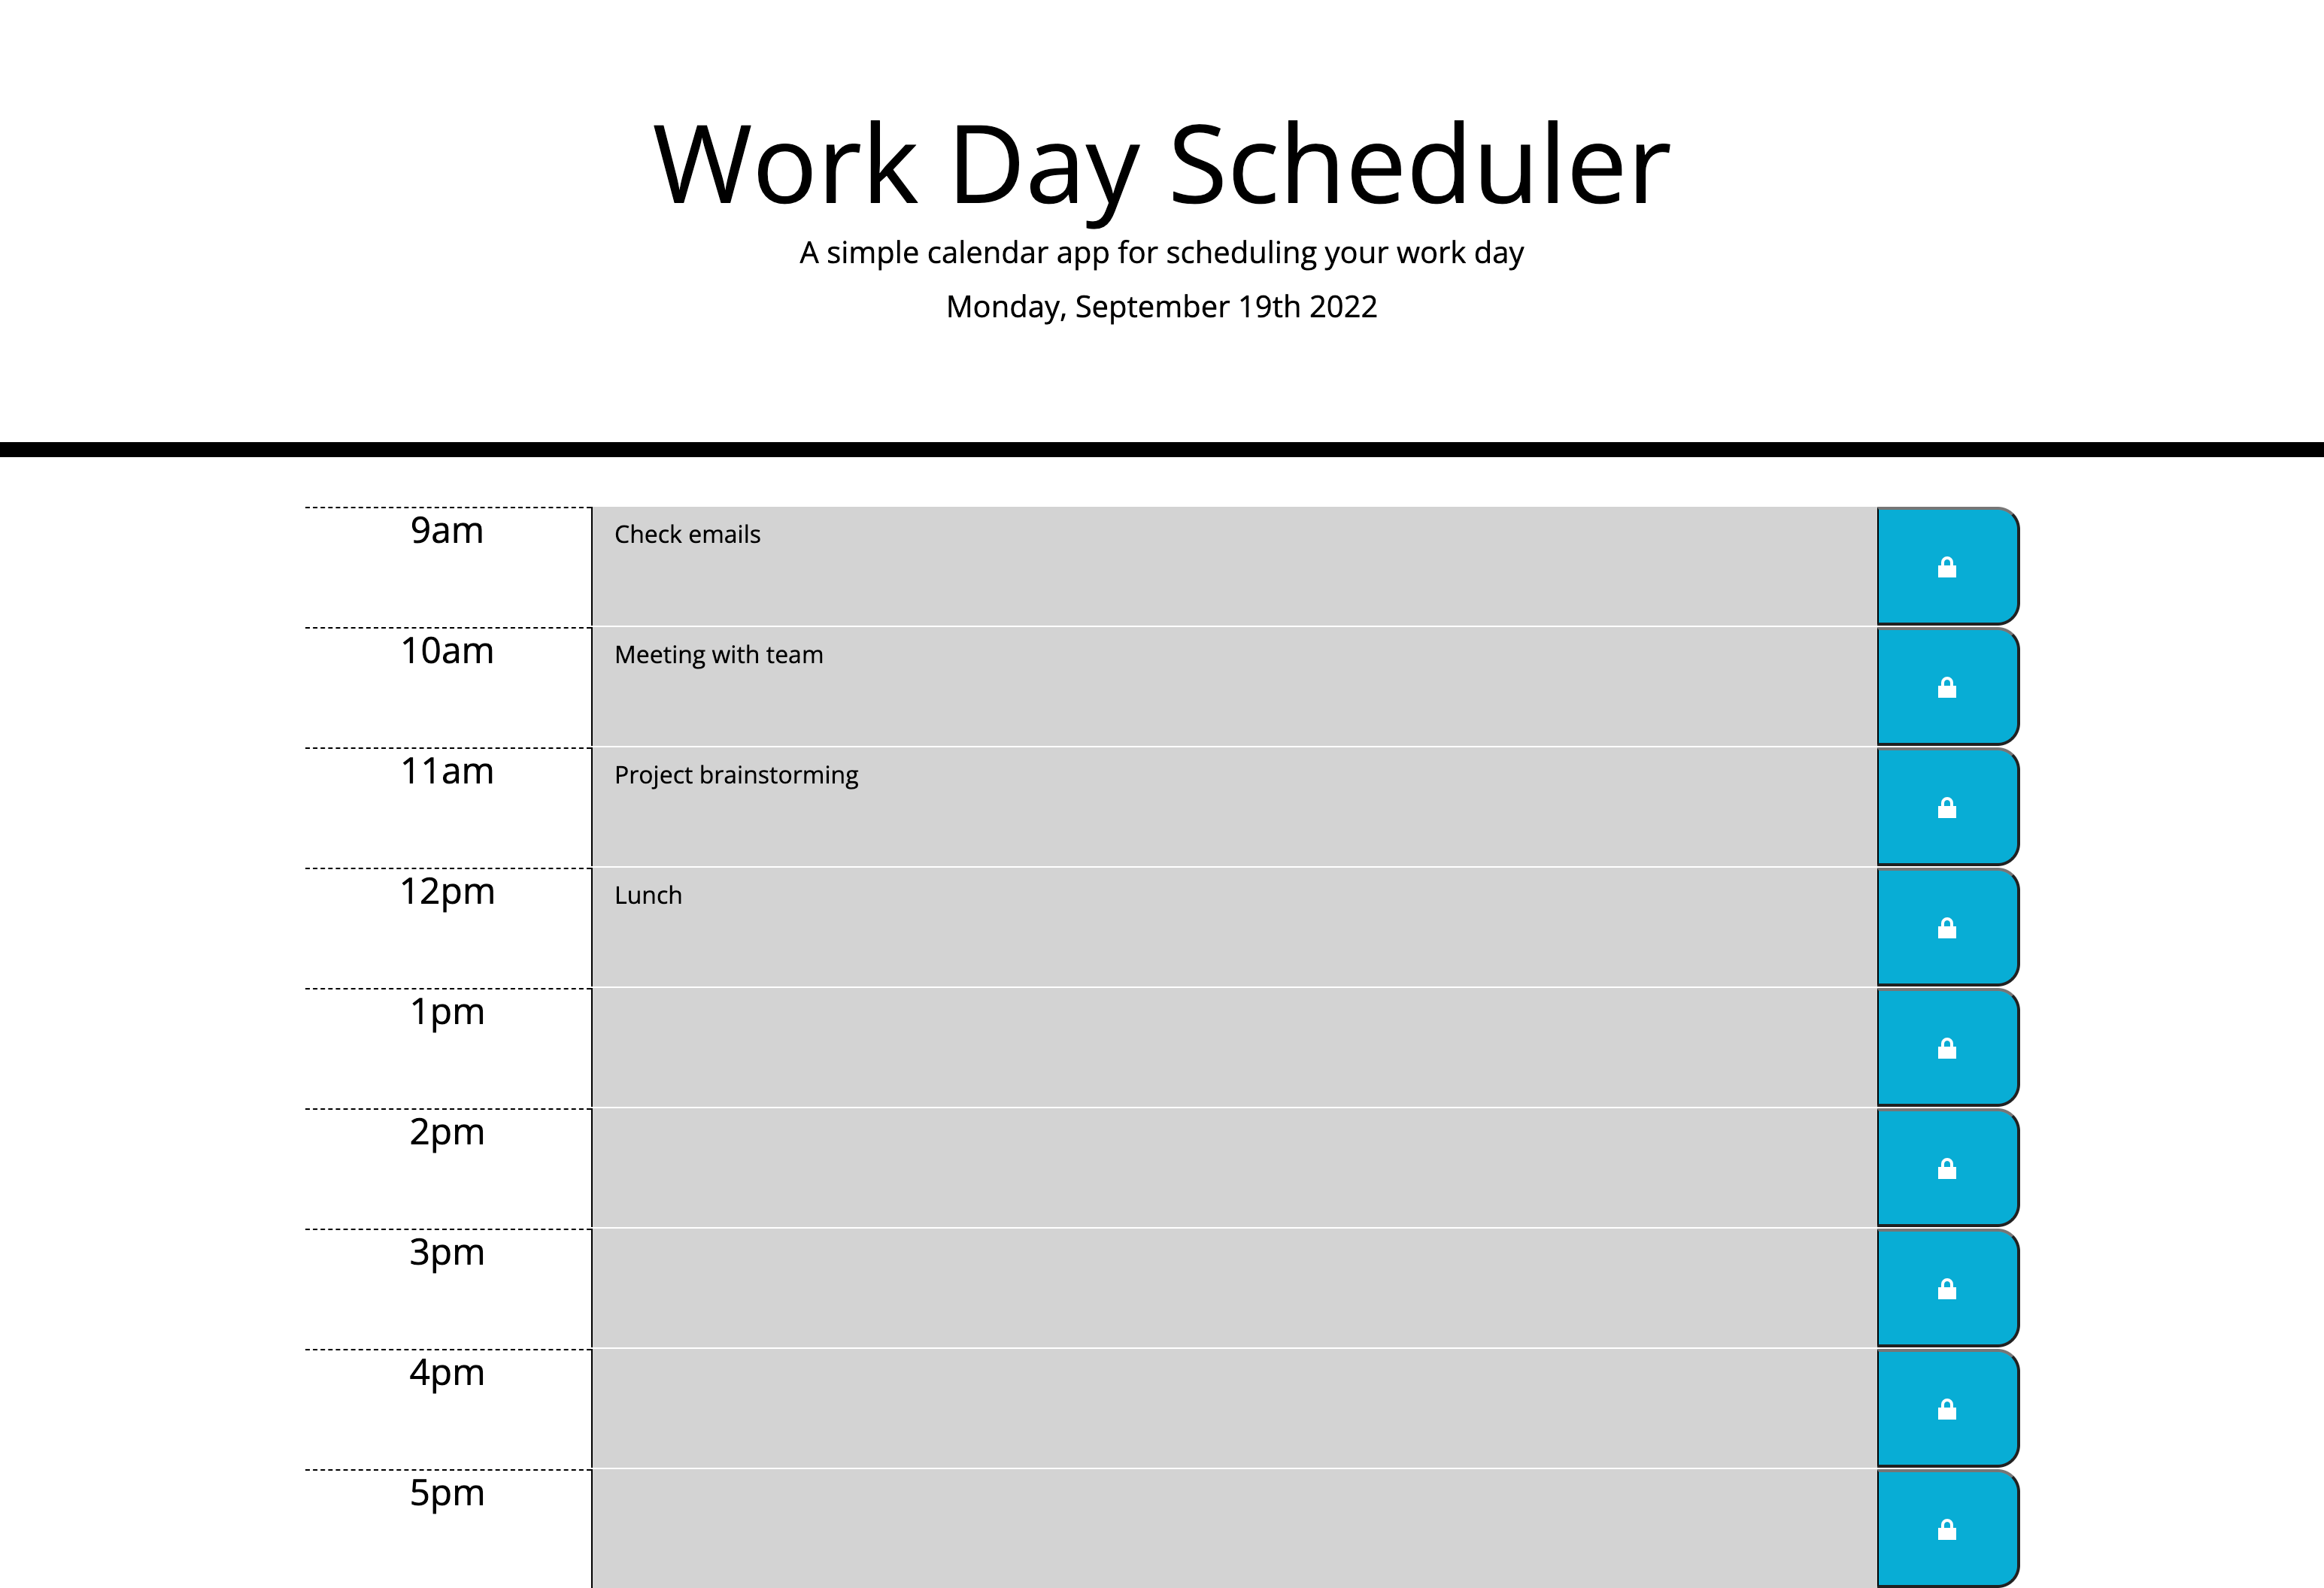 Work Day Scheduler
A simple calendar app for scheduling your work day
Monday, September 19th 2022
9am Check emails
10am Meeting with team
11am Project brainstorming
12pm Lunch
1pm
2pm
3pm
4pm
5pm